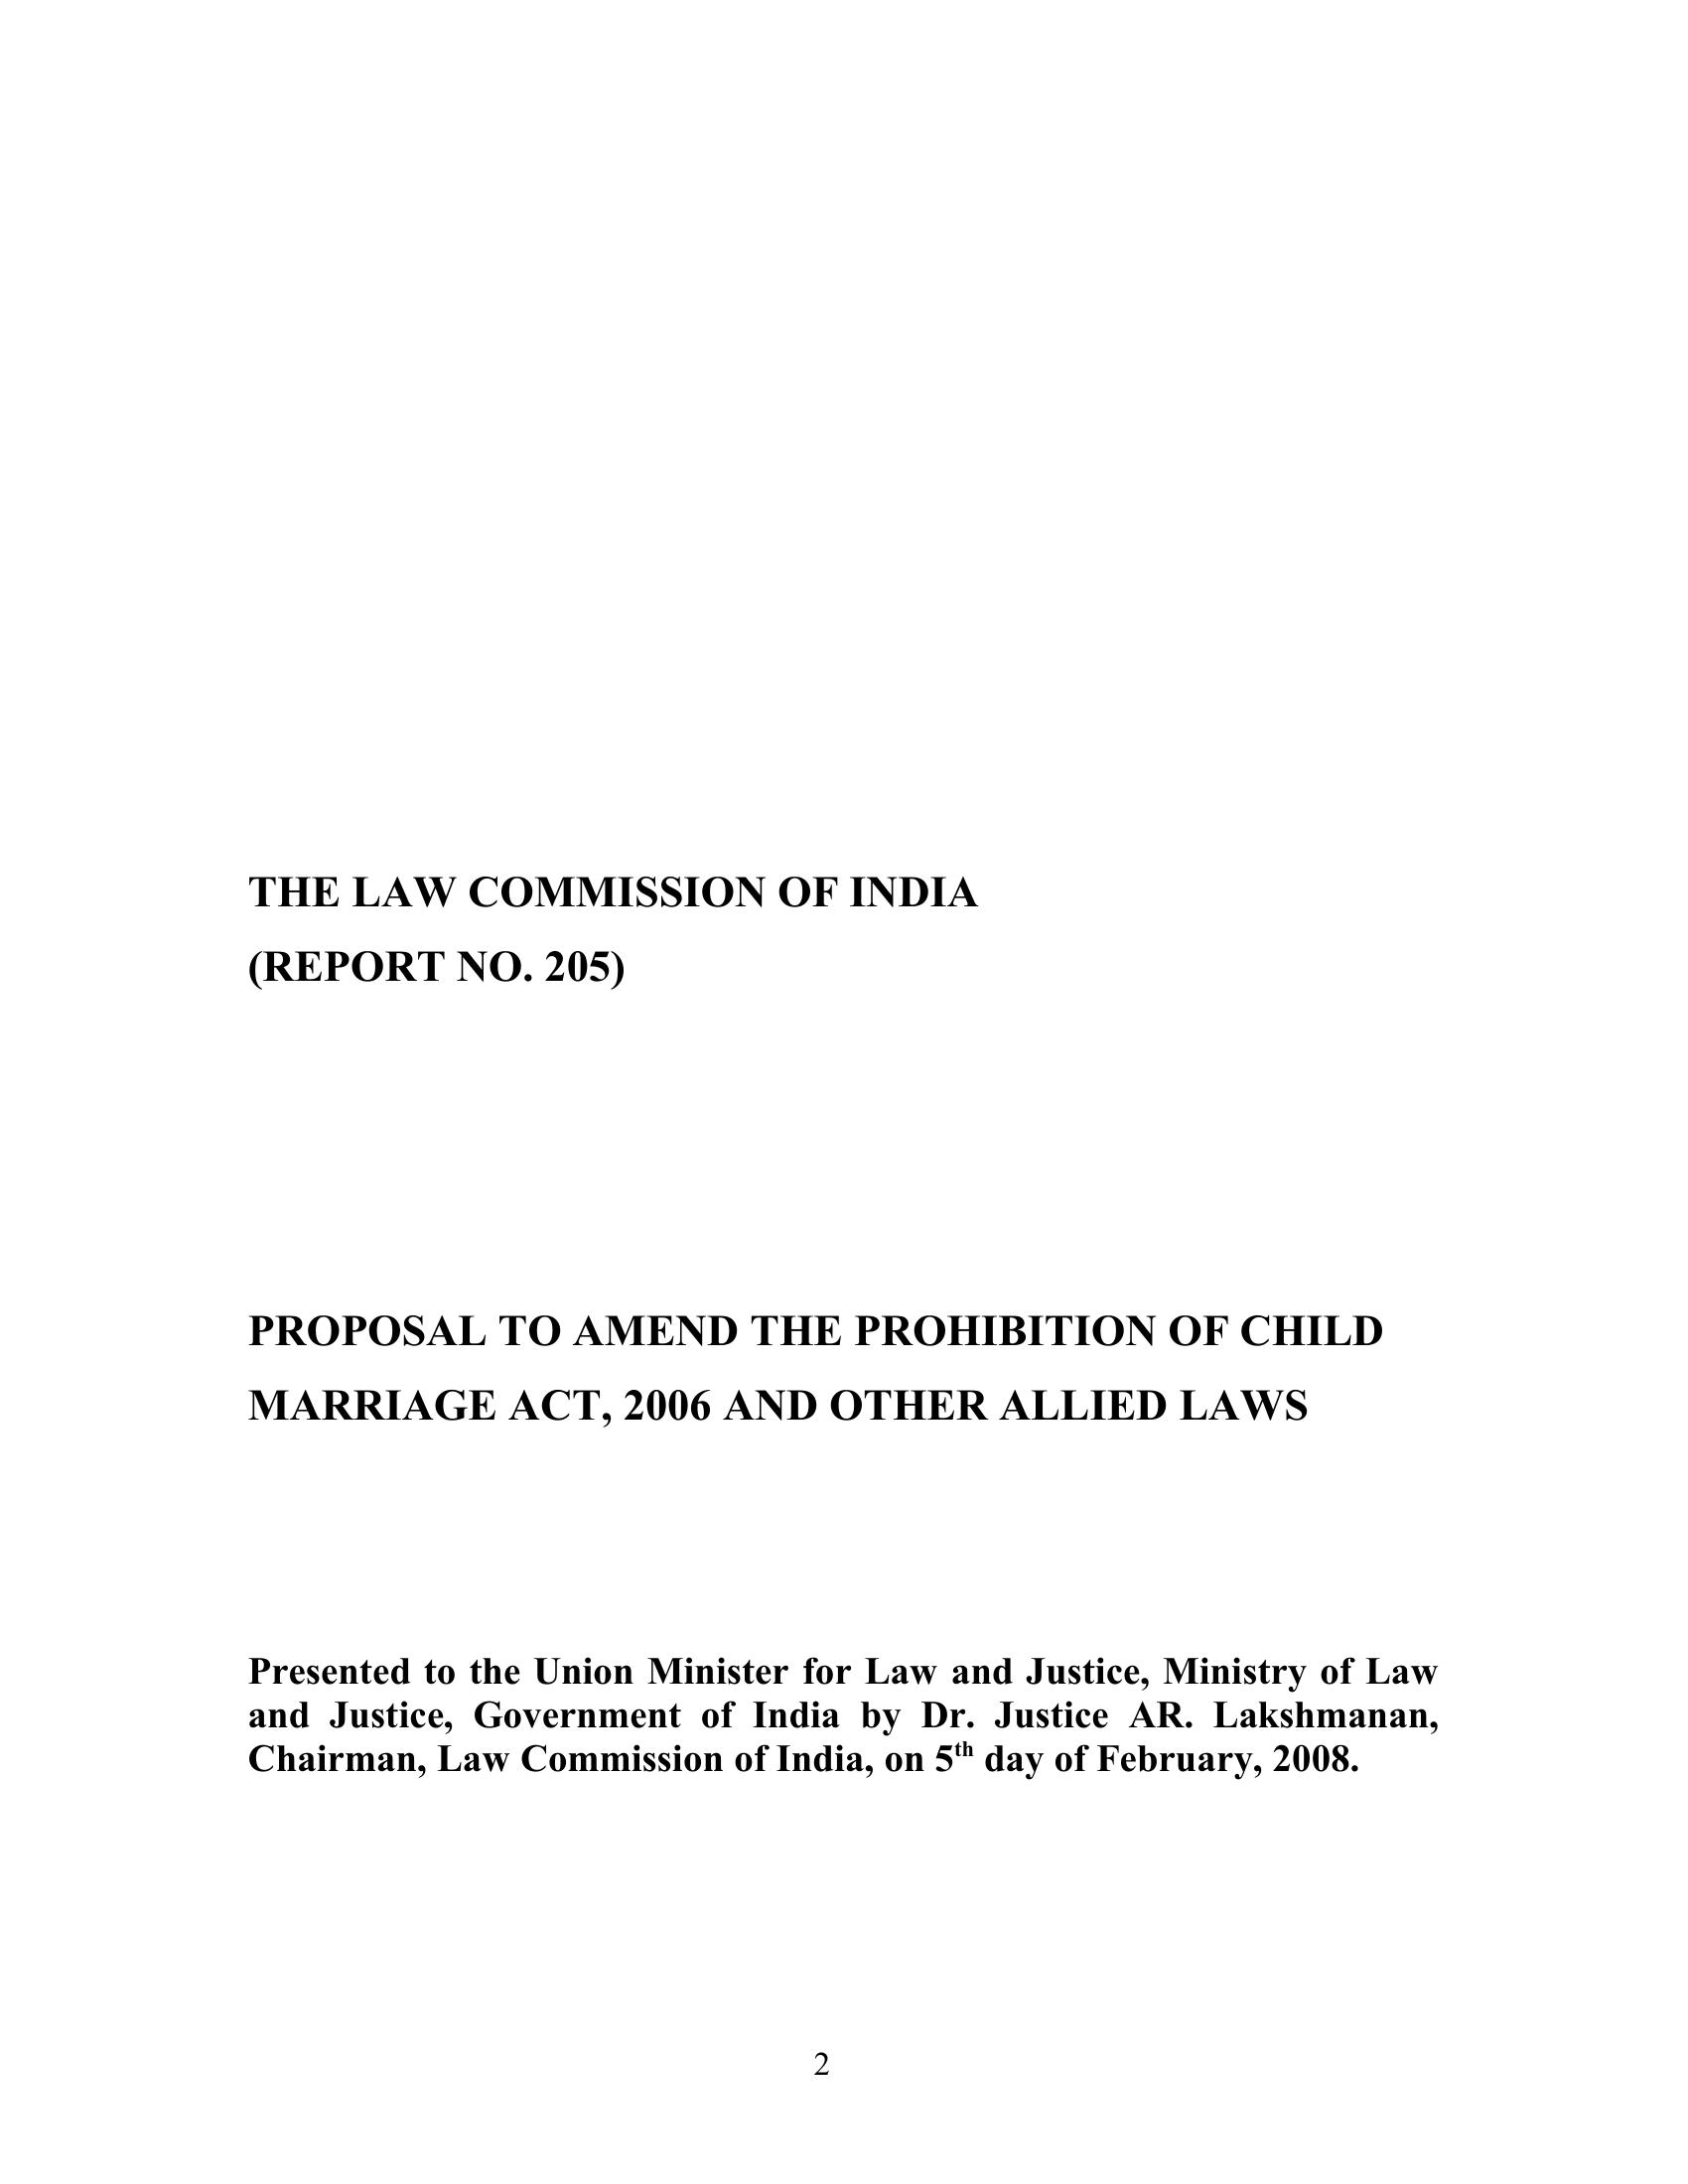 THE LAW COMMISSION OF INDIA
(REPORT NO. 205)
PROPOSAL TO AMEND THE PROHIBITION OF CHILD
MARRIAGE ACT, 2006 AND OTHER ALLIED LAWS
Presented to the Union Minister for Law and Justice, Ministry of Law
and Justice, Government of India by Dr. Justice AR. Lakshmanan,
Chairman, Law Commission of India, on 5th day of February, 2008.
2